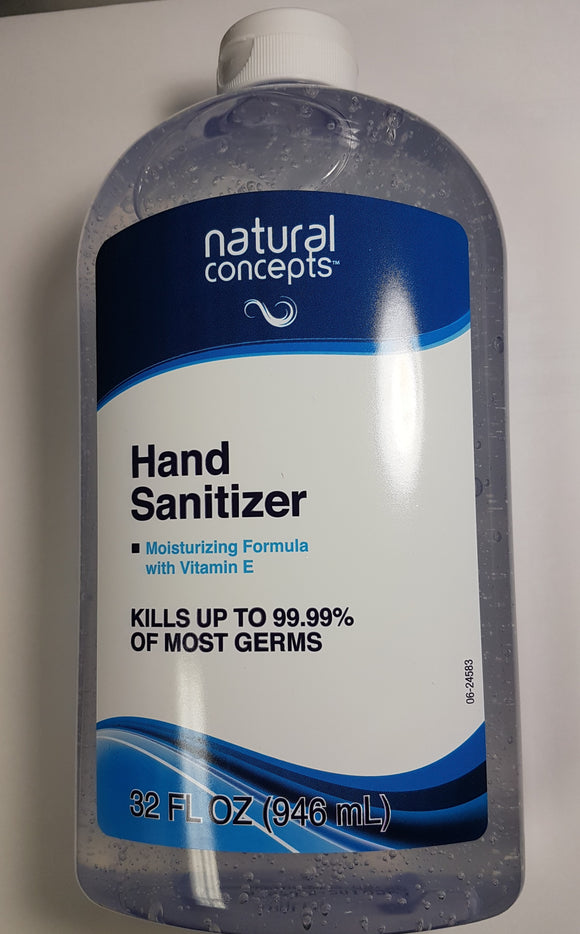 natural
concepts™
Hand
Sanitizer
■ Moisturizing Formula
with Vitamin E
KILLS UP TO 99.99%
OF MOST GERMS
06-24583
32 FL OZ (946 mL)